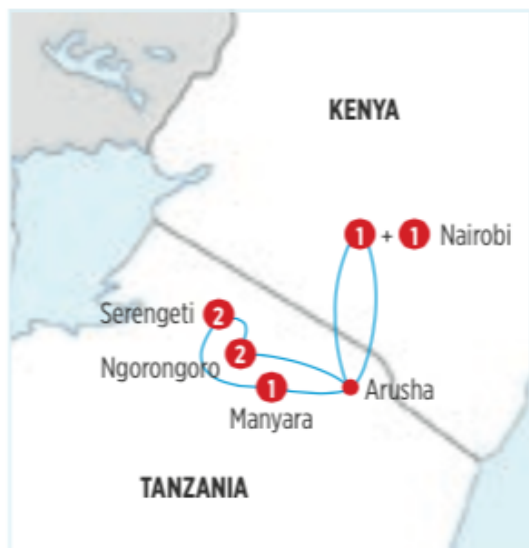 KENYA
1 + 1 Nairobi
Serengeti 2
Ngorongoro 2
1 Arusha
Manyara
TANZANIA